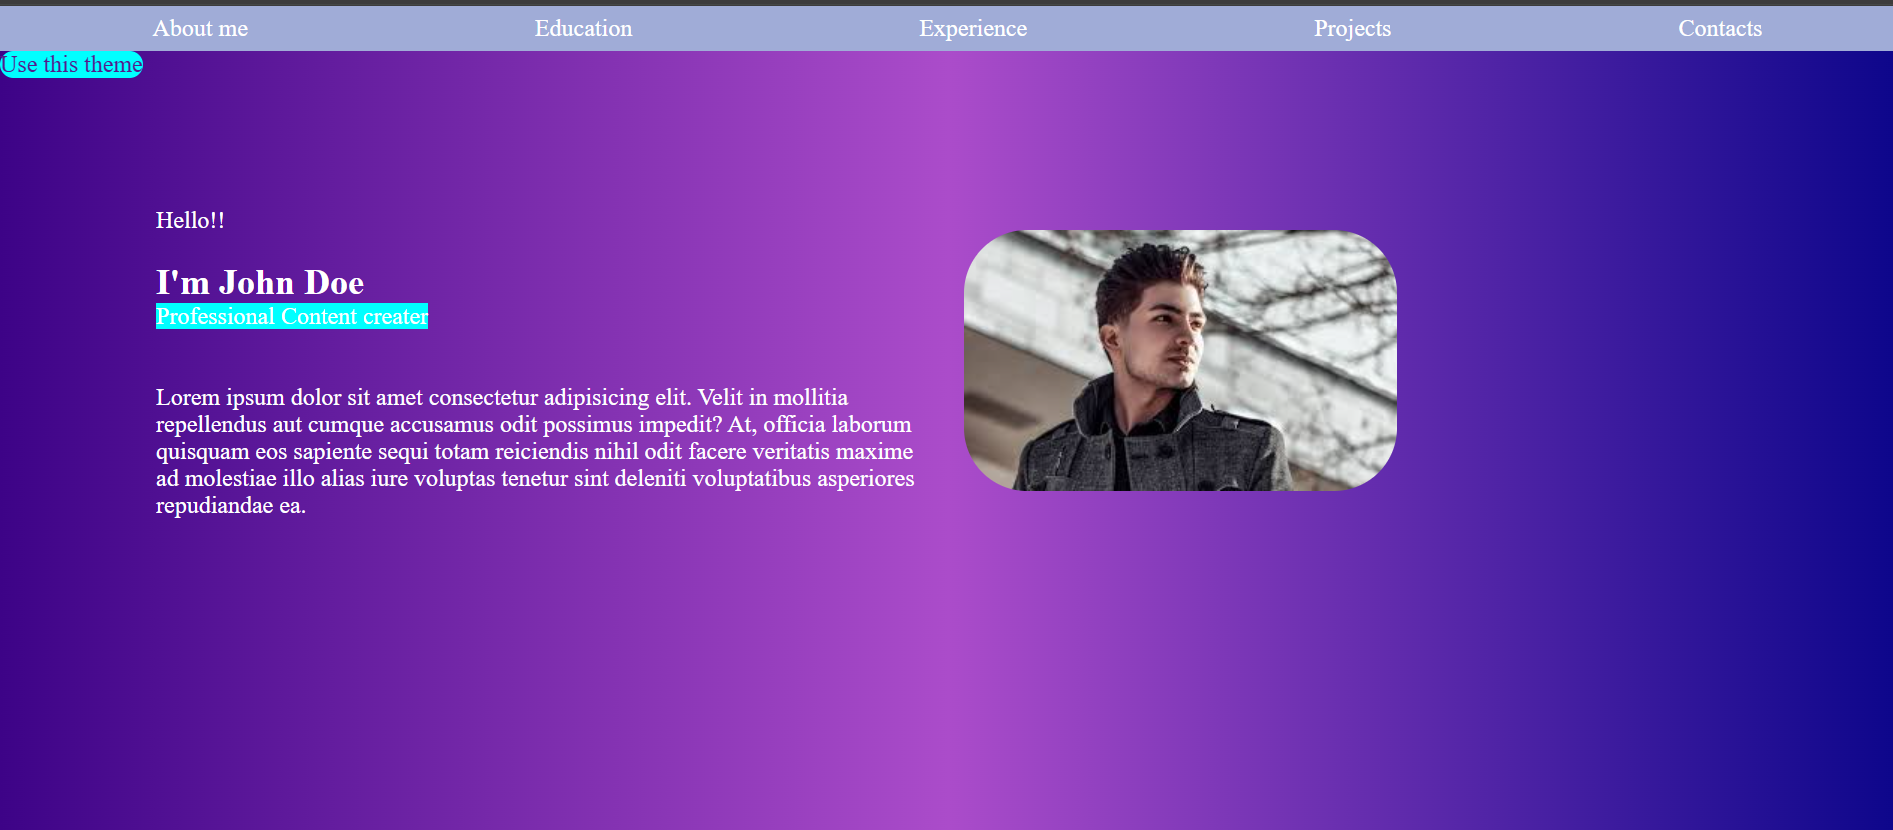 About me Education Experience Projects Contacts
Use this theme
Hello!!
I'm John Doe
Professional Content creater
Lorem ipsum dolor sit amet consectetur adipisicing elit. Velit in mollitia
repellendus aut cumque accusamus odit possimus impedit? At, officia laborum
quisquam eos sapiente sequi totam reiciendis nihil odit facere veritatis maxime
ad molestiae illo alias iure voluptas tenetur sint deleniti voluptatibus asperiores
repudiandae ea.